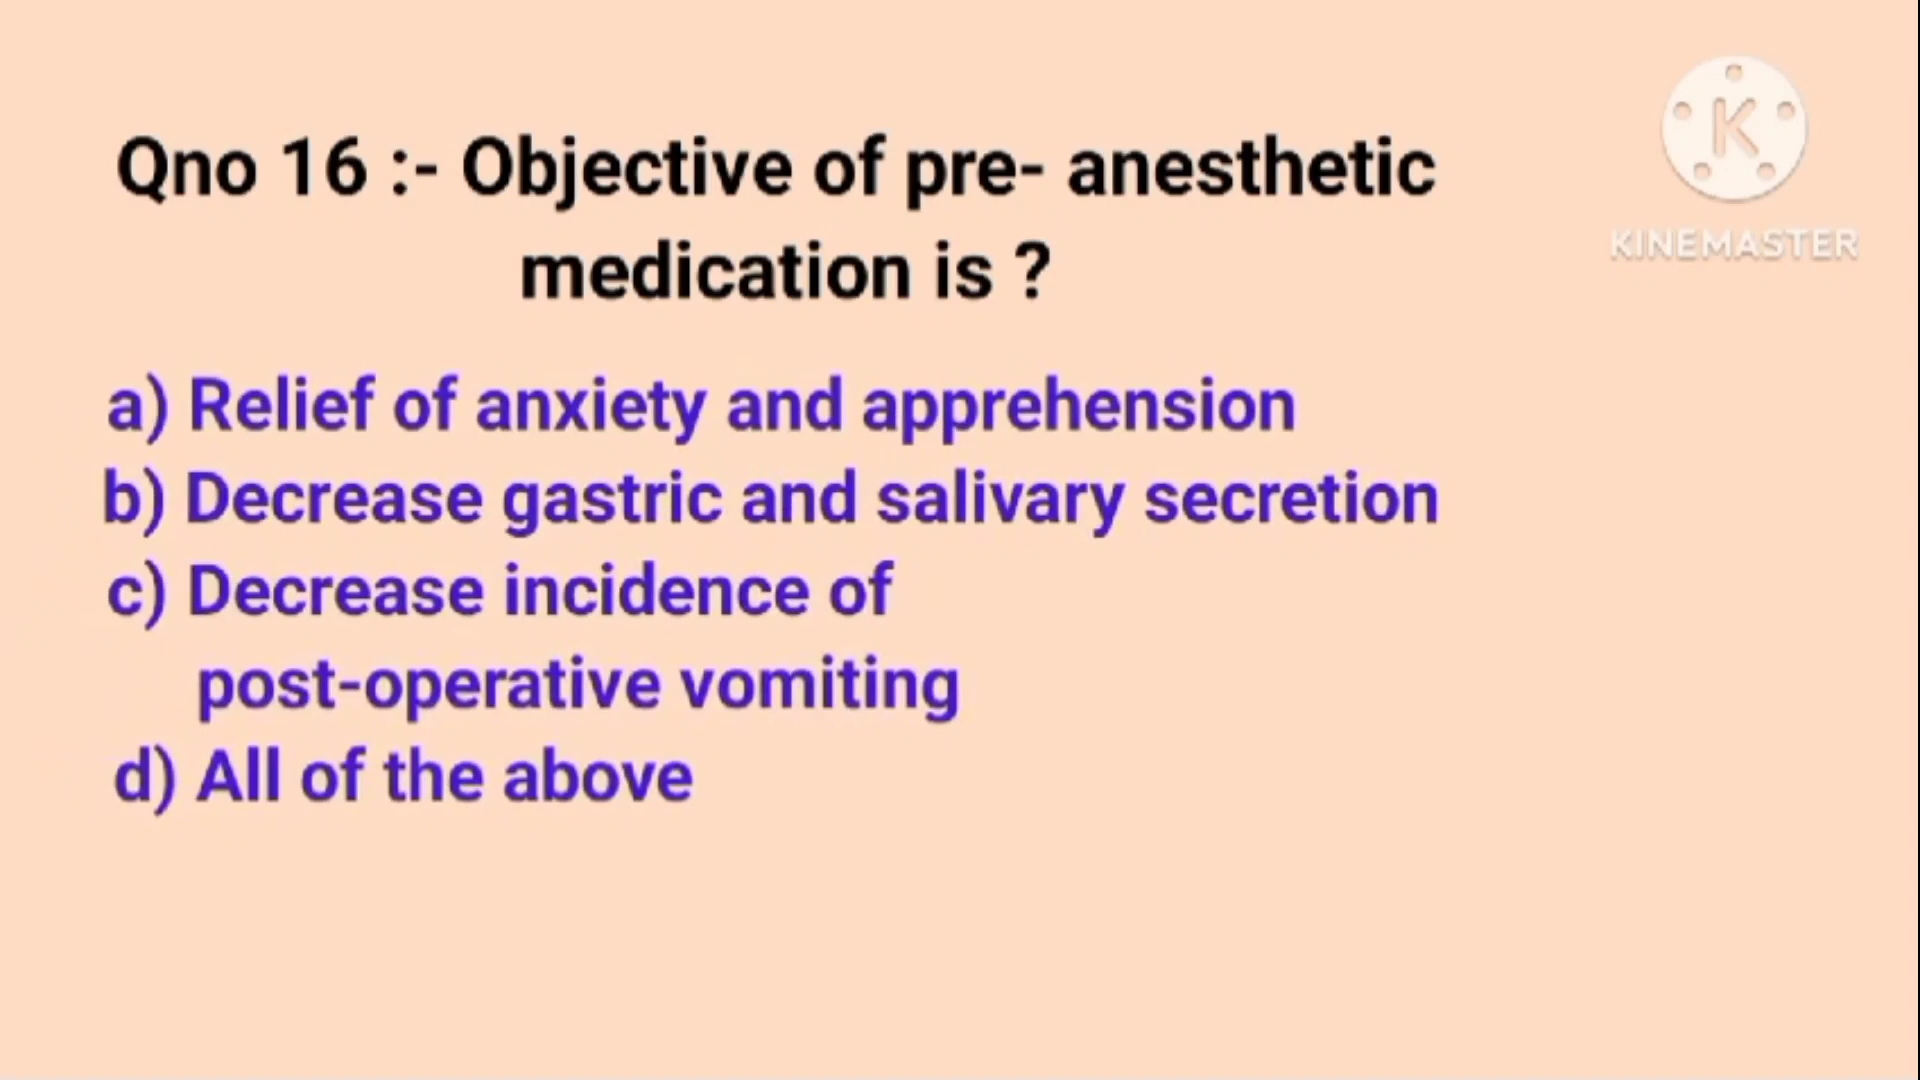 Qno 16 :- Objective of pre- anesthetic
medication is ?
KINEMASTER
a) Relief of anxiety and apprehension
b) Decrease gastric and salivary secretion
c) Decrease incidence of
post-operative vomiting
d) All of the above